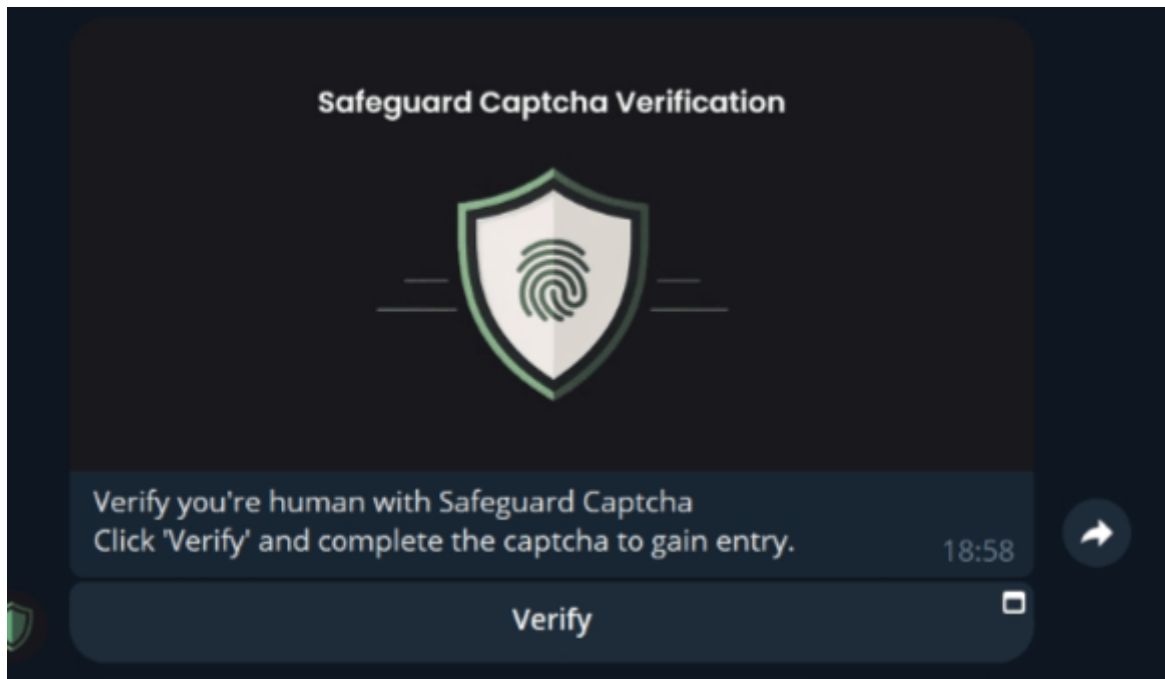 Safeguard Captcha Verification
Verify you're human with Safeguard Captcha
Click 'Verify' and complete the captcha to gain entry.
18:58
Verify